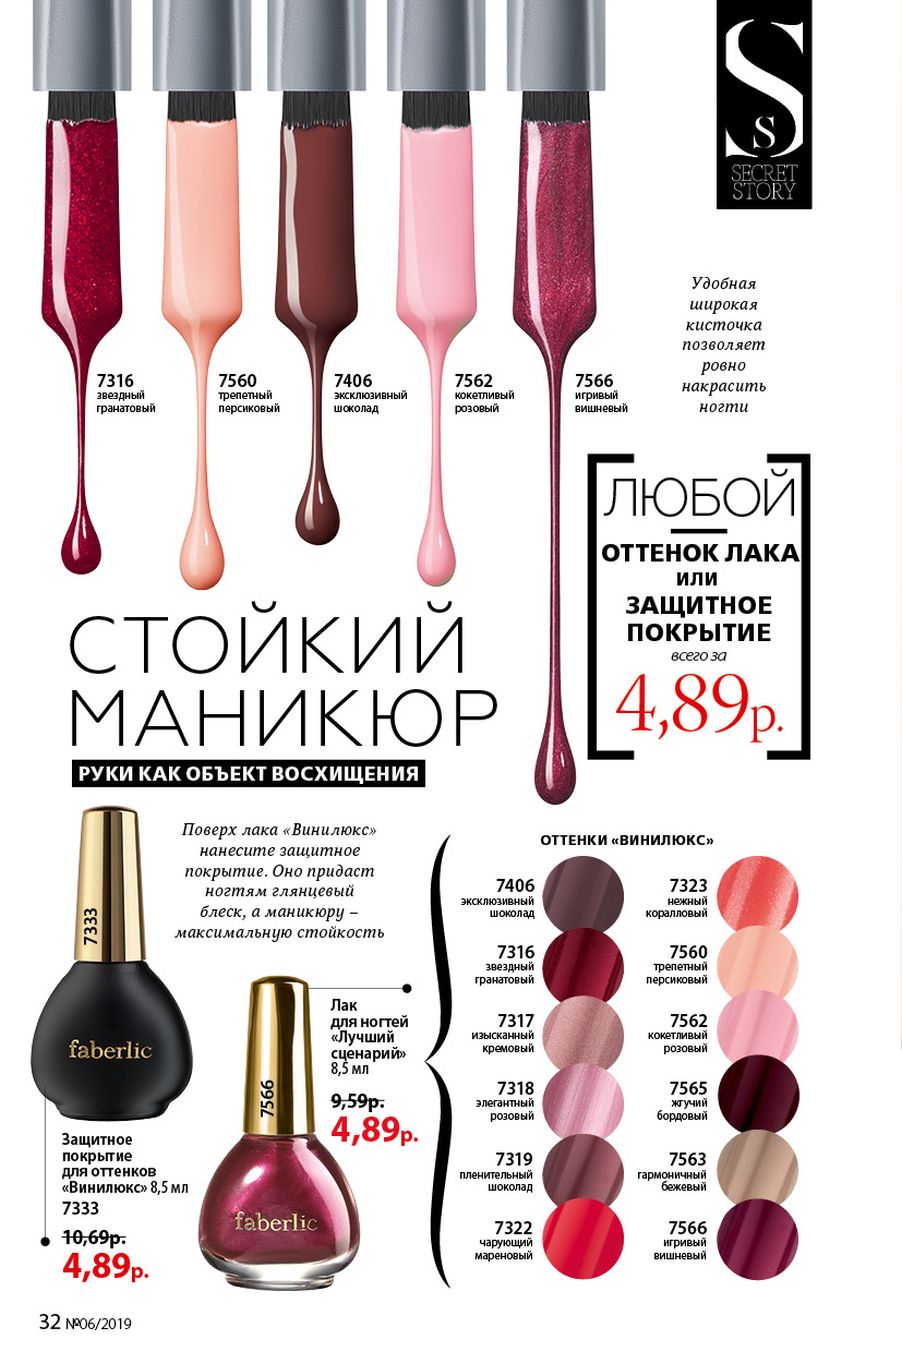 S
S
SECRET
STORY
Удобная
широкая
кисточка
позволяет
ровно
накрасить
ногти
7316
звездный
гранатовый
7560
трепетный
персиковый
7406
эксклюзивный
шоколад
7562
кокетливый
розовый
7566
игривый
вишневый
ЛЮБОЙ
ОТТЕНОК ЛАКА
ИЛИ
ЗАЩИТНОЕ
ПОКРЫТИЕ
всего за
4,89р.
СТОЙКИЙ
МАНИКЮР
РУКИ КАК ОБЪЕКТ ВОСХИЩЕНИЯ
Поверх лака «Винилюкс»
нанесите защитное
покрытие. Оно придаст
ногтям глянцевый
блеск, а маникюру –
максимальную стойкость
7333
faberlic
Защитное
покрытие
для оттенков
«Винилюкс» 8,5 мл
7333
10,69р.
4,89р.
7566
faberlic
Лак
для ногтей
«Лучший
сценарий»
8,5 мл
9,59р.
4,89р.
ОТТЕНКИ «ВИНИЛЮКС»
7406
эксклюзивный
шоколад
7316
звездный
гранатовый
7317
изысканный
кремовый
7318
элегантный
розовый
7319
пленительный
шоколад
7322
чарующий
мареновый
7323
нежный
коралловый
7560
трепетный
персиковый
7562
кокетливый
розовый
7565
жгучий
бордовый
7563
гармоничный
бежевый
7566
игривый
вишневый
32 №06/2019